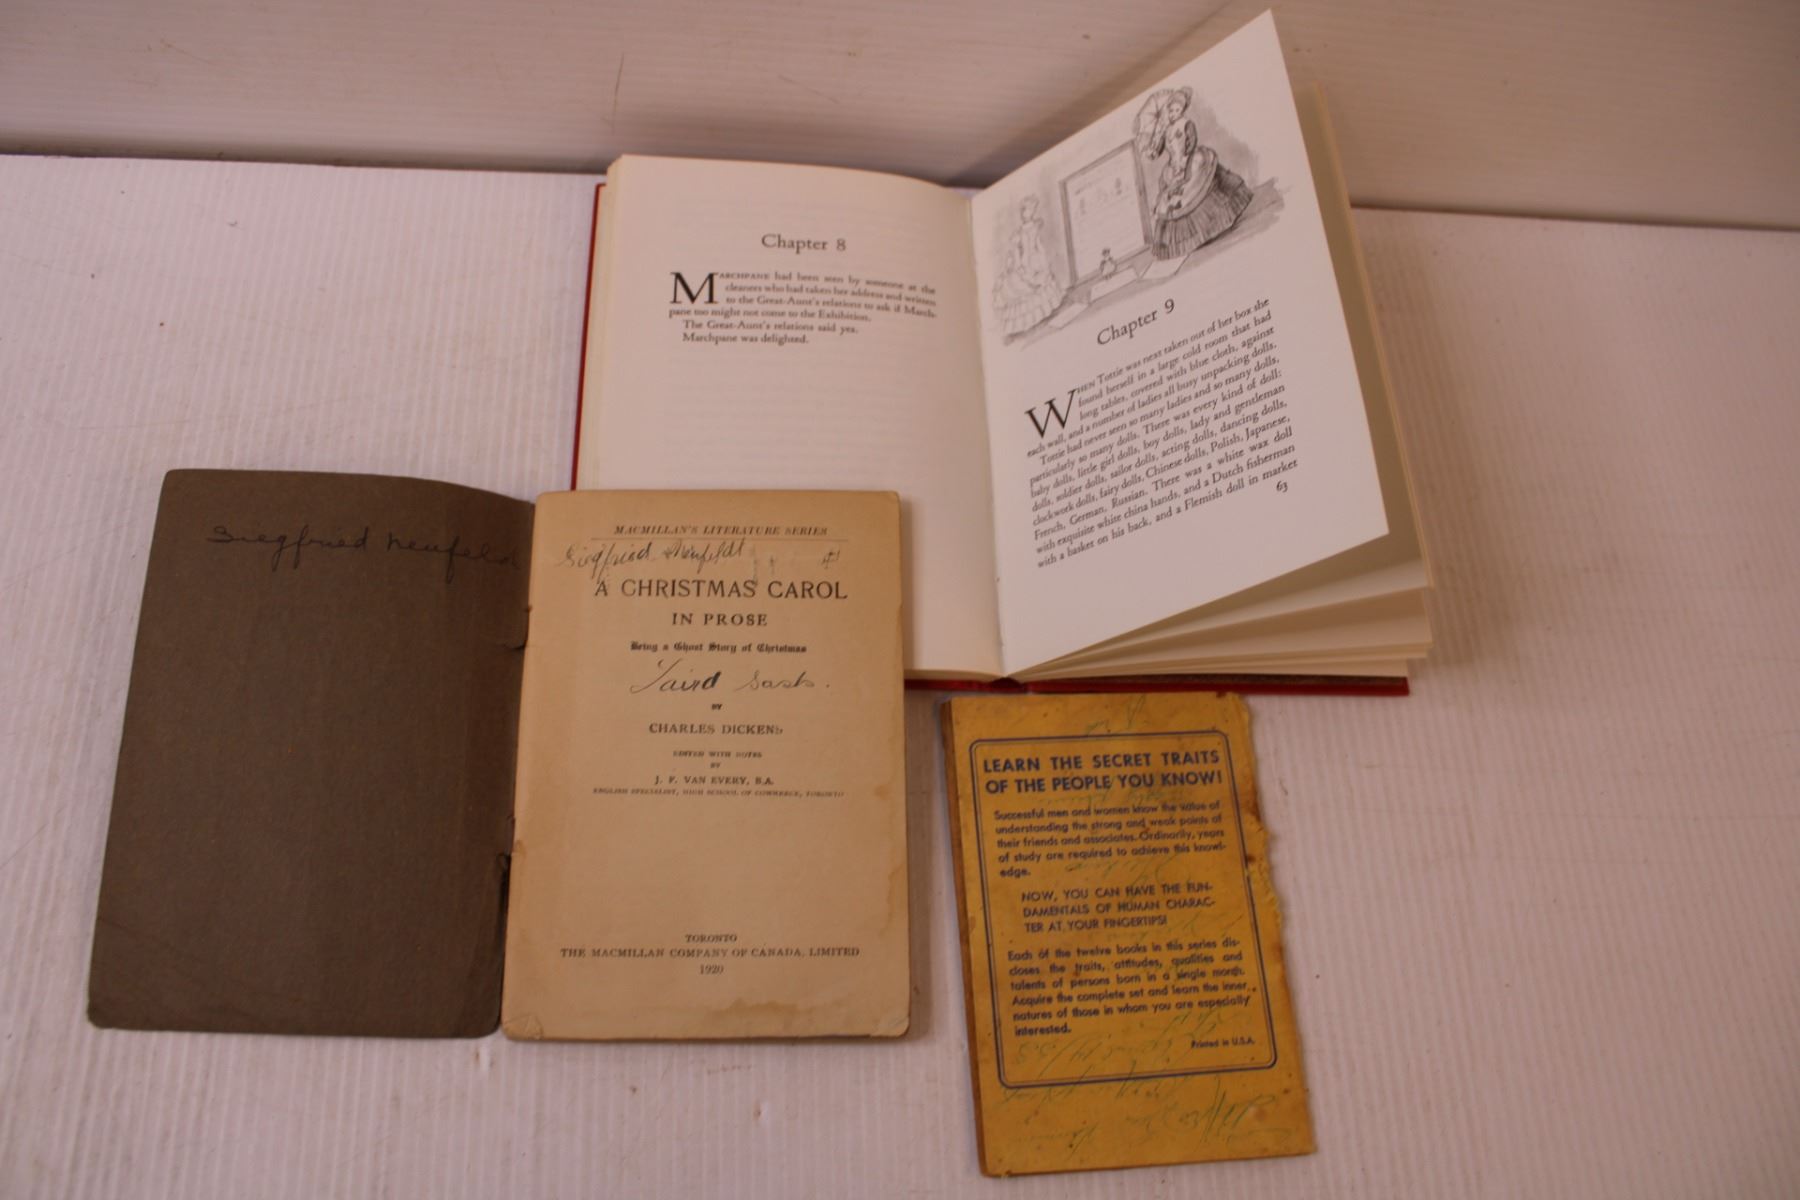 Chapter 8
MARCHPANE had been seen by someone at the
cleaners who had taken her address and written
to the Great-Aunt's relations to ask if March-
pane too might not come to the Exhibition.
The Great-Aunt's relations said yes.
Marchpane was delighted.
Chapter 9
WHEN Tottie was next taken out of her box she
found herself in a large cold room that had
long tables, covered with blue cloth, against
each wall, and a number of ladies all busy unpacking dolls.
Tottie had never seen so many ladies and so many dolls,
particularly so many dolls. There was every kind of doll:
baby dolls, little girl dolls, boy dolls, lady and gentleman
dolls, soldier dolls, sailor dolls, acting dolls, dancing dolls,
clockwork dolls, fairy dolls, Chinese dolls, Polish, Japanese,
French, German, Russian. There was a white wax doll
with exquisite white china hands, and a Dutch fisherman
with a basket on his back, and a Flemish doll in market
63
Siegfried Neufeldt
MACMILLAN'S LITERATURE SERIES
Siegfried Neufeldt
A CHRISTMAS CAROL
IN PROSE
Being a Ghost Story of Christmas
Laird Sask.
BY
CHARLES DICKENS
EDITED WITH NOTES
BY
J. F. VAN EVERY, B.A.
ENGLISH SPECIALIST, HIGH SCHOOL OF COMMERCE, TORONTO
TORONTO
THE MACMILLAN COMPANY OF CANADA, LIMITED
1920
LEARN THE SECRET TRAITS
OF THE PEOPLE YOU KNOW!
Successful men and women know the value of
understanding the strong and weak points of
their friends and associates. Ordinarily, years
of study are required to achieve this knowl-
edge.
NOW, YOU CAN HAVE THE FUN-
DAMENTALS OF HUMAN CHARAC-
TER AT YOUR FINGERTIPS!
Each of the twelve books in this series dis-
closes the traits, attitudes, qualities and
talents of persons born in a single month.
Acquire the complete set and learn the inner
natures of those in whom you are especially
interested.
Printed in U.S.A.